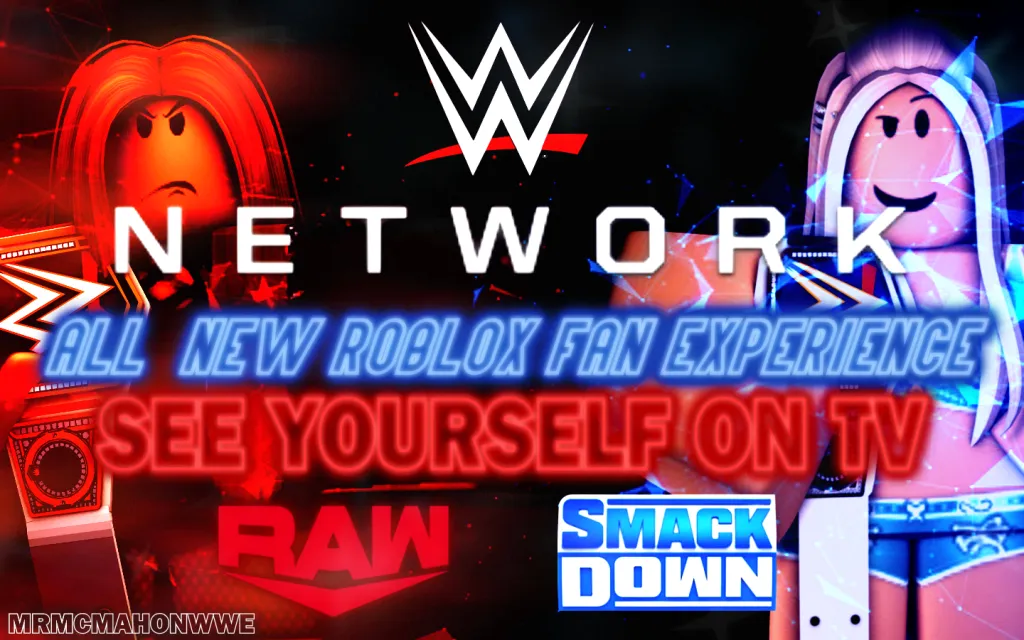 W
NETWORK
ALL NEW ROBLOX FAN EXPERIENCE
SEE YOURSELF ON TV
RAW
SMACK
DOWN
MRMCMAHONWWE